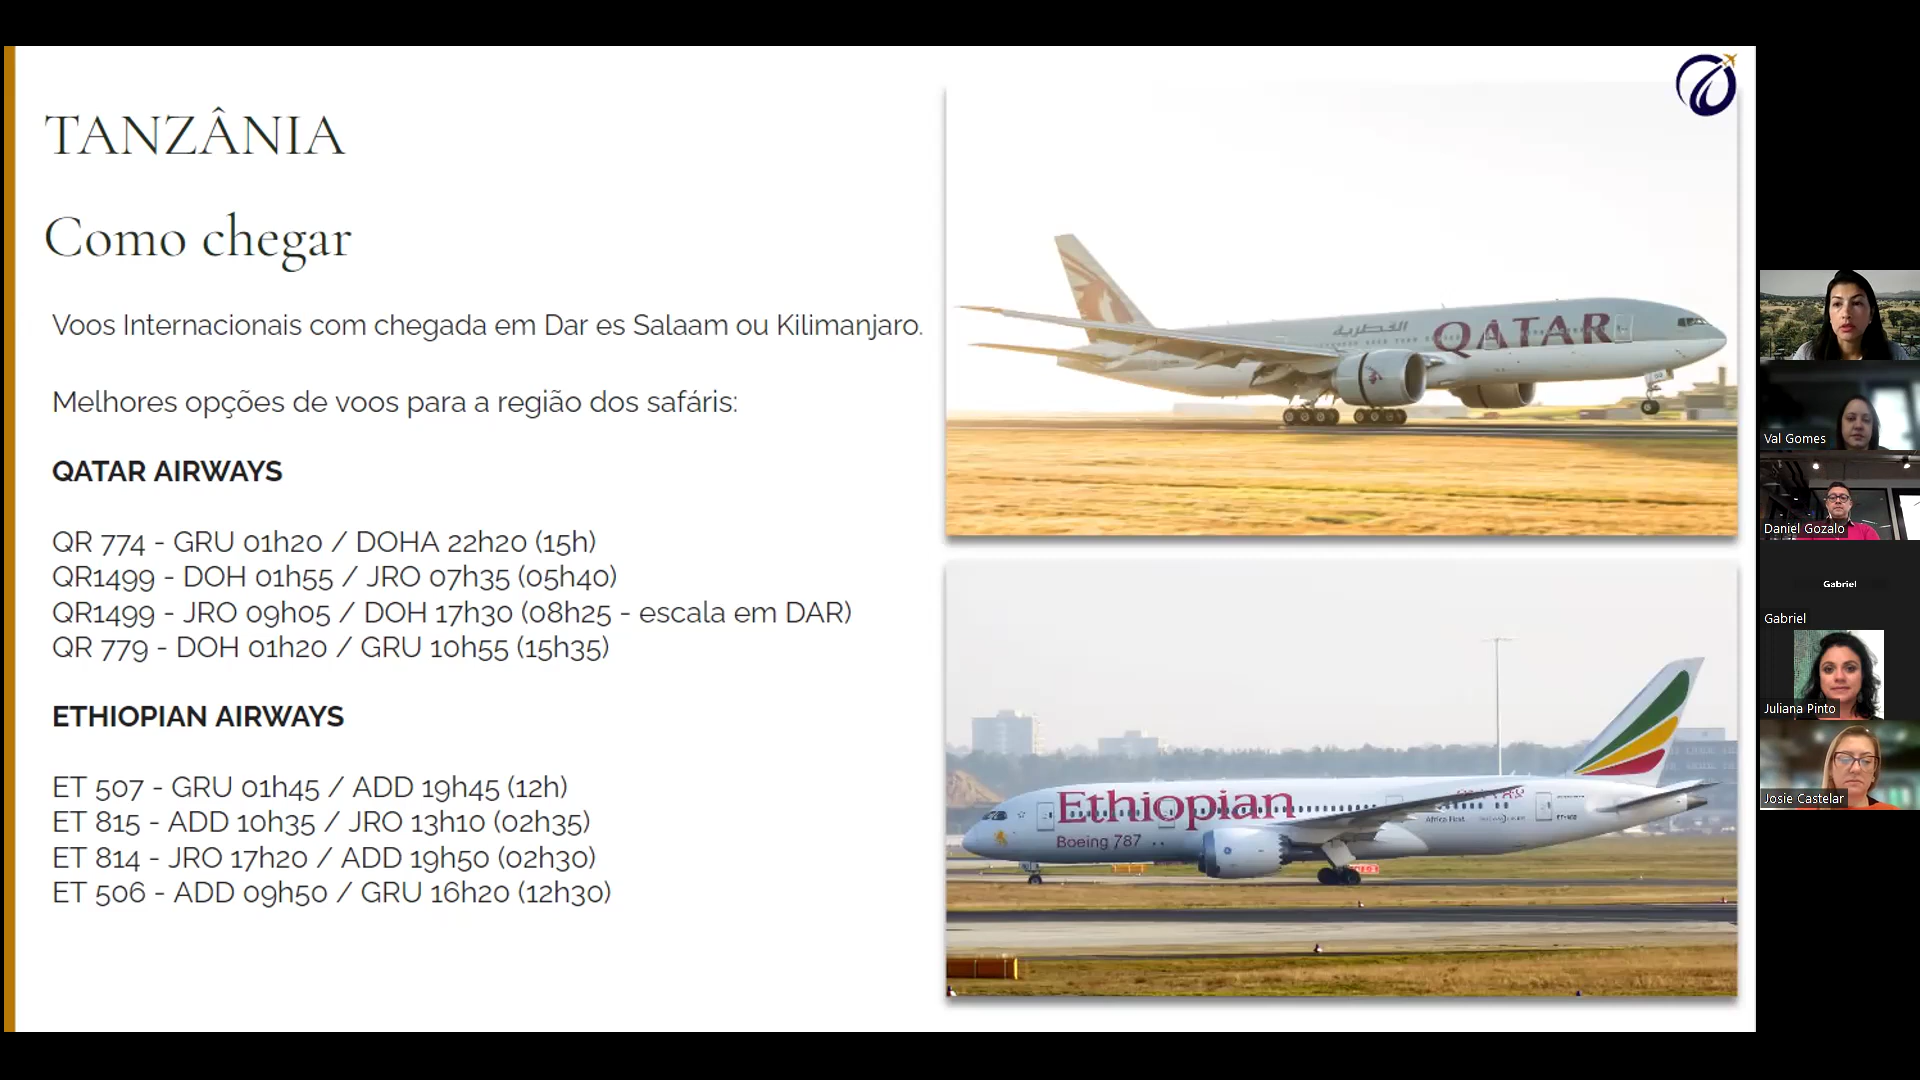 TANZÂNIA
Como chegar
Voos Internacionais com chegada em Dar es Salaam ou Kilimanjaro.
Melhores opções de voos para a região dos safáris:
QATAR AIRWAYS
QR 774 - GRU 01h20 / DOHA 22h20 (15h)
QR1499 - DOH 01h55 / JRO 07h35 (05h40)
QR1499 - JRO 09h05 / DOH 17h30 (08h25 - escala em DAR)
QR 779 - DOH 01h20 / GRU 10h55 (15h35)
ETHIOPIAN AIRWAYS
ET 507 - GRU 01h45 / ADD 19h45 (12h)
ET 815 - ADD 10h35 / JRO 13h10 (02h35)
ET 814 - JRO 17h20 / ADD 19h50 (02h30)
ET 506 - ADD 09h50 / GRU 16h20 (12h30)
القطرية
QATAR
Ethiopian
Boeing 787
Val Gomes
Daniel Gozalo
Gabriel
Gabriel
Juliana Pinto
Josie Castelar